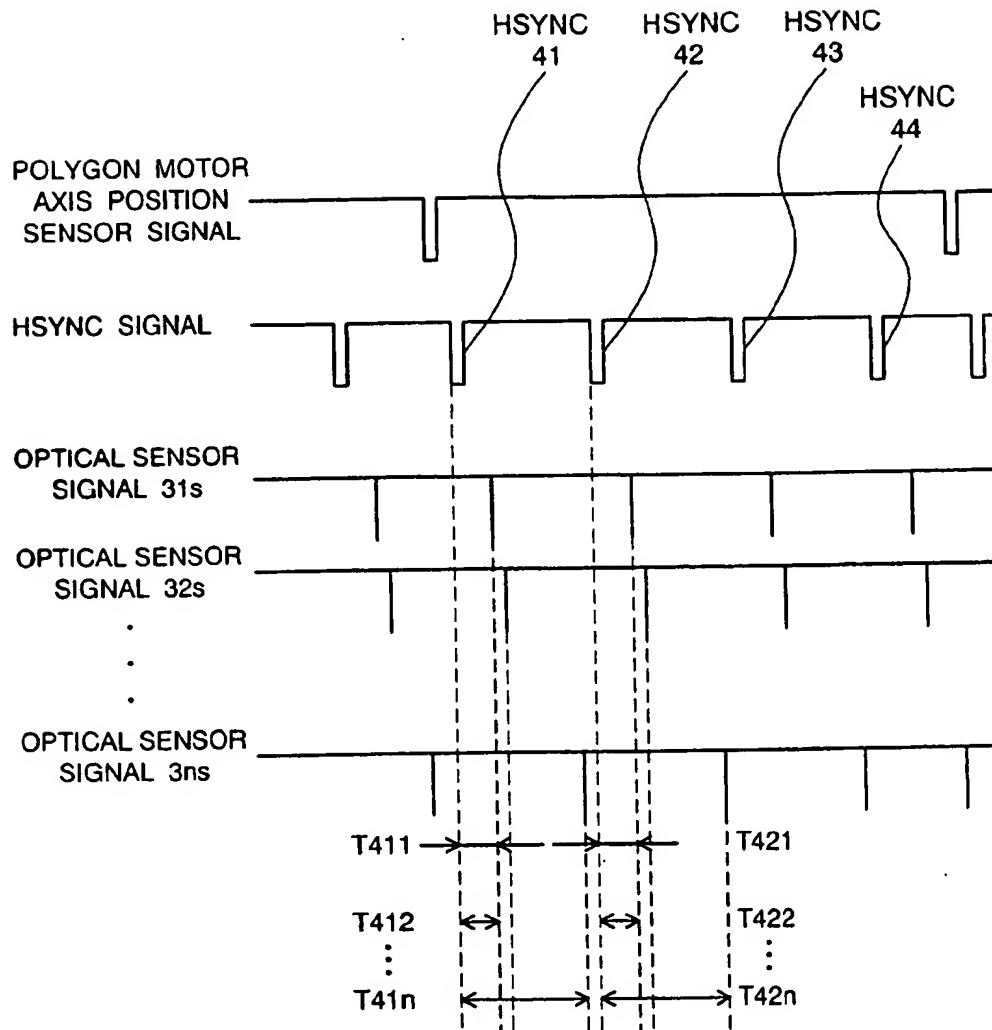 HSYNC
41
HSYNC
42
HSYNC
43
HSYNC
44
POLYGON MOTOR
AXIS POSITION
SENSOR SIGNAL
HSYNC SIGNAL
OPTICAL SENSOR
SIGNAL 31s
OPTICAL SENSOR
SIGNAL 32s
OPTICAL SENSOR
SIGNAL 3ns
T411
T421
T412
T422
T41n
T42n